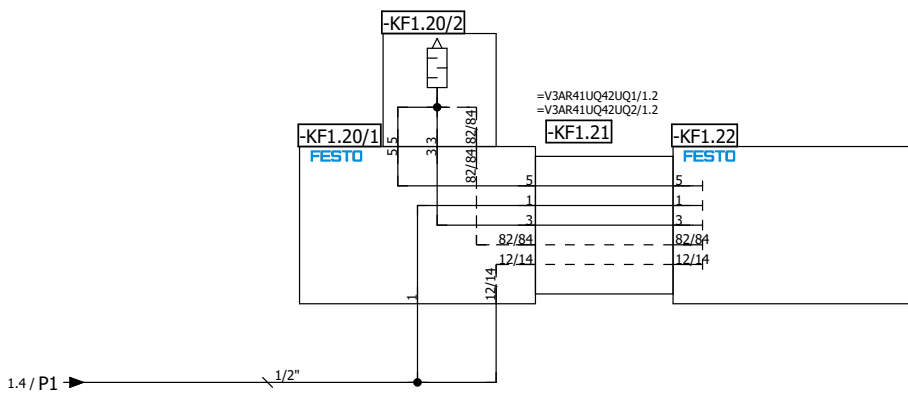 -KF1.20/2
=V3AR41UQ42UQ1/1.2
=V3AR41UQ42UQ2/1.2
-KF1.20/1
5
5
3
3
82/84
82/84
-KF1.21
-KF1.22
FESTO
FESTO
5
5
1
1
3
3
82/84
82/84
12/14
12/14
1
12/14
1.4 / P1
1/2"